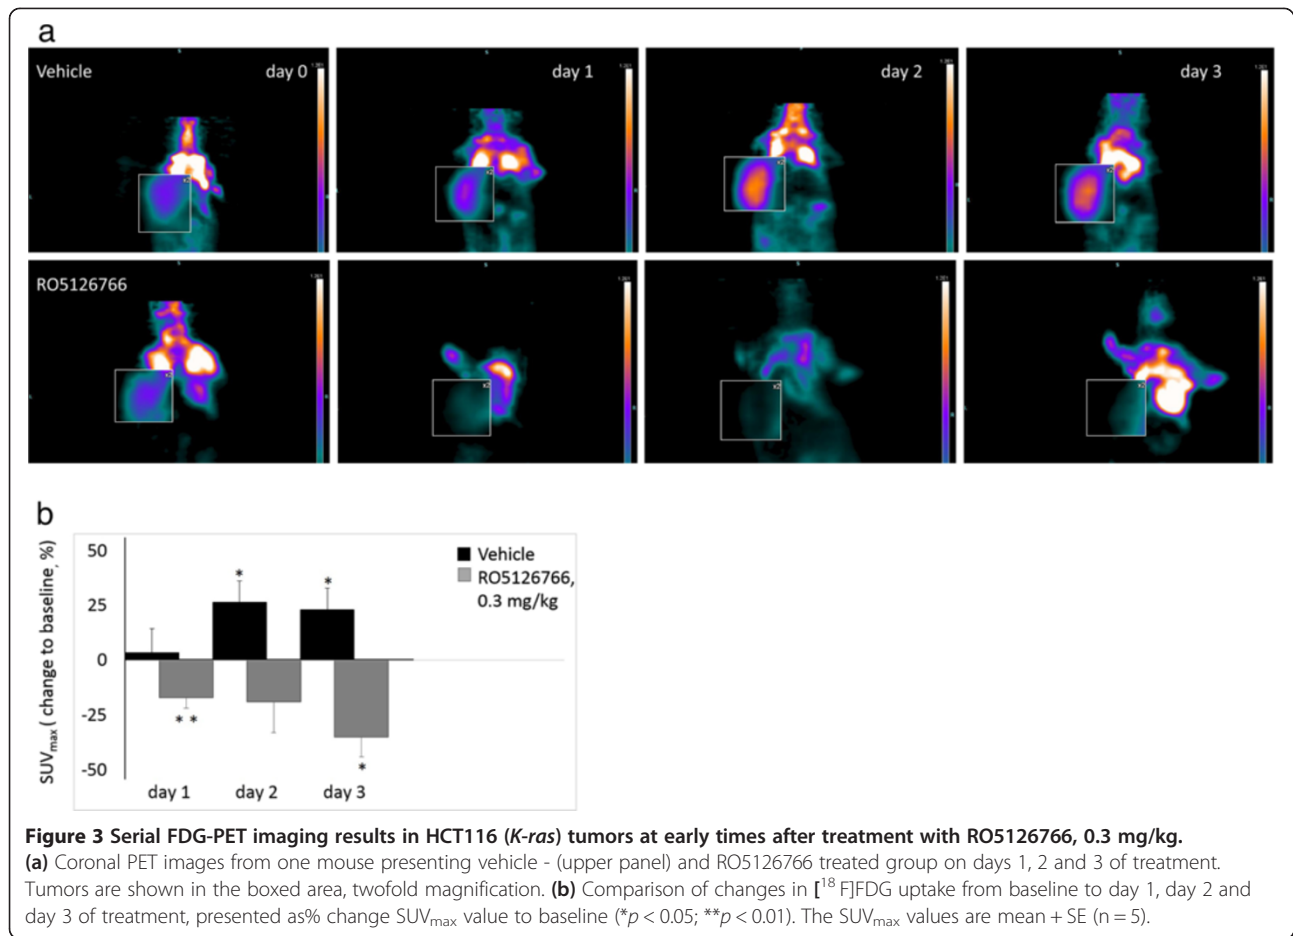 a
Vehicle day 0 day 1 day 2 day 3
RO5126766
b
SUVmax ( change to baseline, %)
50
25
0
-25
-50
* *
* *
*
day 1 day 2 day 3
Vehicle
RO5126766,
0.3 mg/kg
Figure 3 Serial FDG-PET imaging results in HCT116 (K-ras) tumors at early times after treatment with RO5126766, 0.3 mg/kg.
(a) Coronal PET images from one mouse presenting vehicle - (upper panel) and RO5126766 treated group on days 1, 2 and 3 of treatment.
Tumors are shown in the boxed area, twofold magnification. (b) Comparison of changes in [18 F]FDG uptake from baseline to day 1, day 2 and
day 3 of treatment, presented as% change SUVmax value to baseline (*p < 0.05; **p < 0.01). The SUVmax values are mean + SE (n = 5).